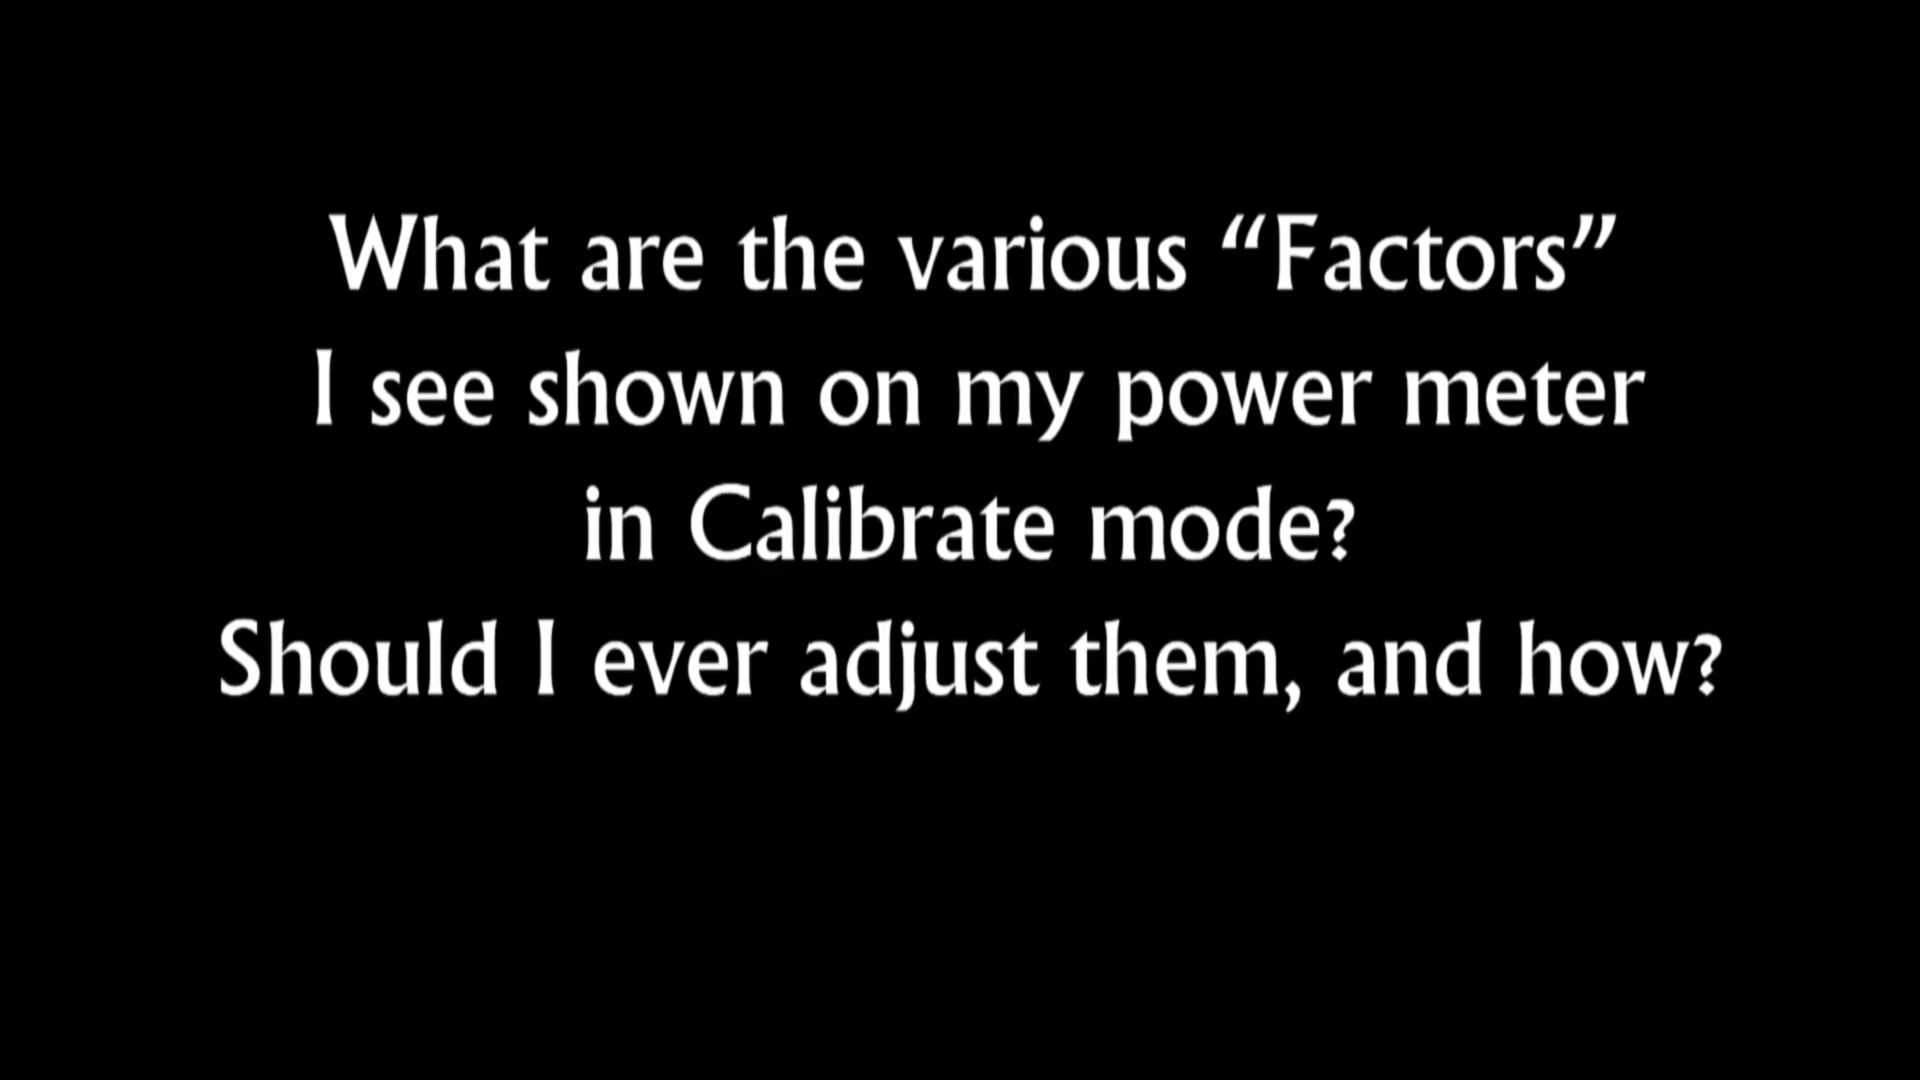 What are the various “Factors”
I see shown on my power meter
in Calibrate mode?
Should I ever adjust them, and how?